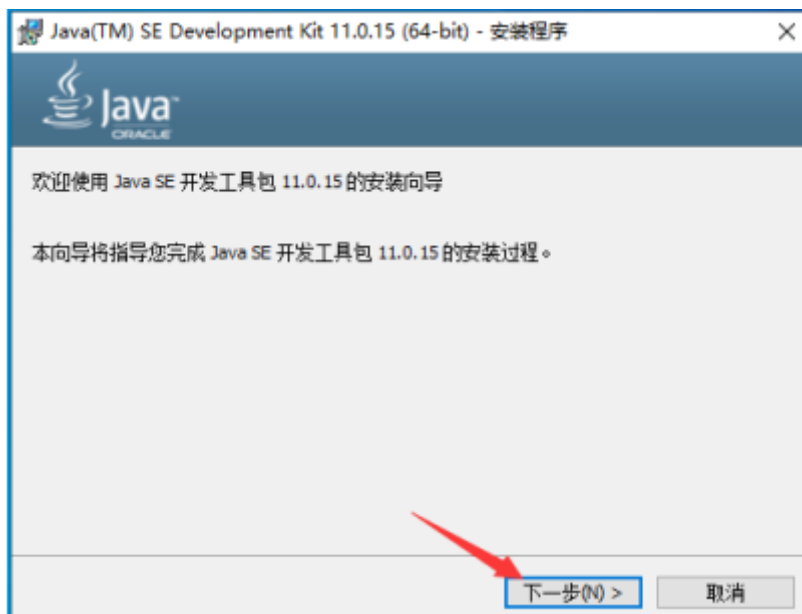 Java(TM) SE Development Kit 11.0.15 (64-bit) - 安装程序
Java™
ORACLE
欢迎使用 Java SE 开发工具包 11.0.15 的安装向导
本向导将指导您完成 Java SE 开发工具包 11.0.15 的安装过程。
下一步(N) > 取消